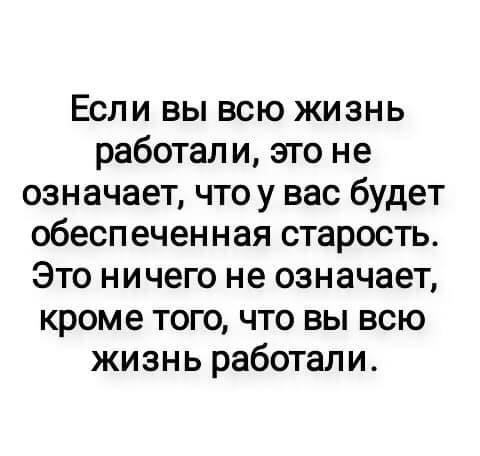 Если вы всю жизнь
работали, это не
означает, что у вас будет
обеспеченная старость.
Это ничего не означает,
кроме того, что вы всю
жизнь работали.